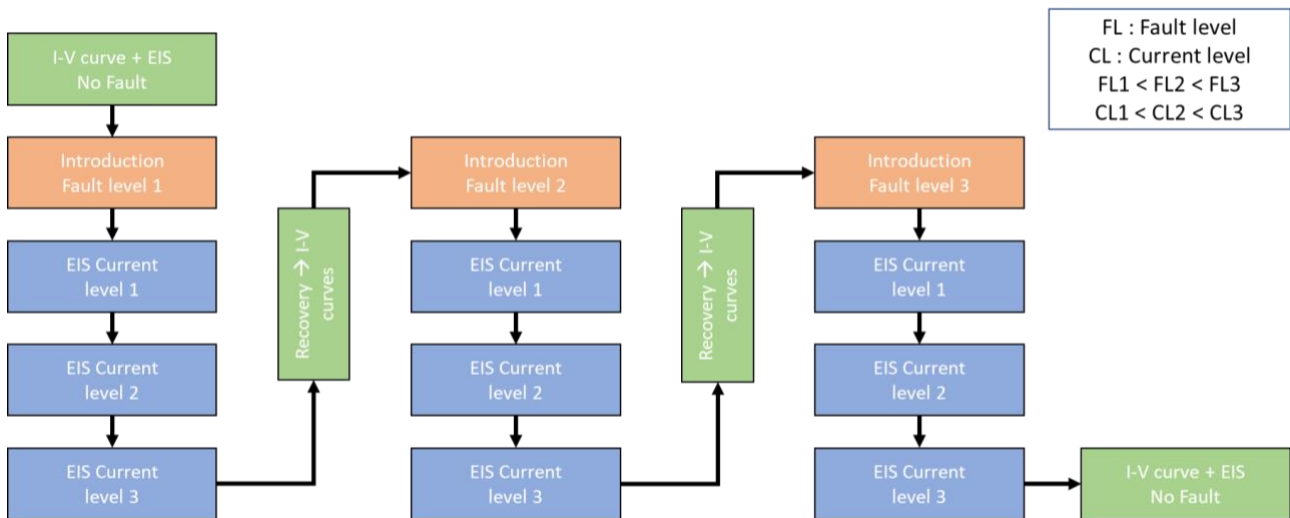 FL : Fault level
CL : Current level
FL1 < FL2 < FL3
CL1 < CL2 < CL3
I-V curve + EIS
No Fault
Introduction
Fault level 1
EIS Current
level 1
EIS Current
level 2
EIS Current
level 3
Recovery → I-V
curves
Introduction
Fault level 2
EIS Current
level 1
EIS Current
level 2
EIS Current
level 3
Recovery → I-V
curves
Introduction
Fault level 3
EIS Current
level 1
EIS Current
level 2
EIS Current
level 3
I-V curve + EIS
No Fault